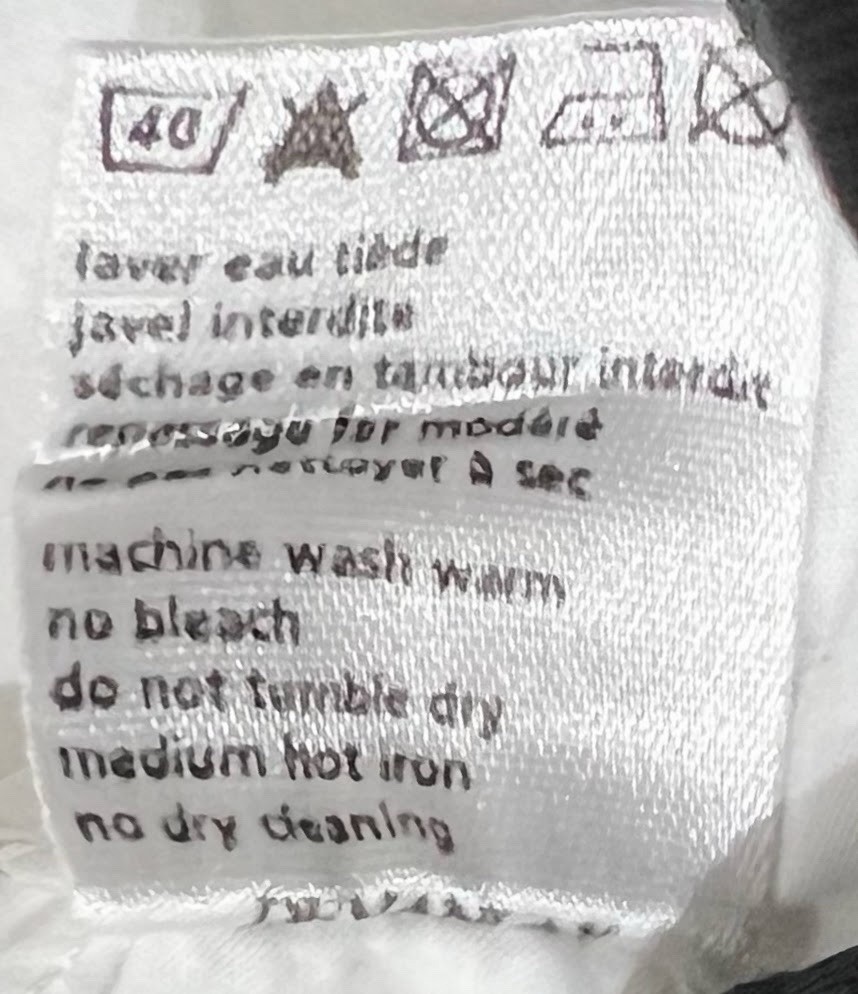 40
laver eau tiède
javel interdite
séchage en tambour interdit
repassage fer modéré
nettoyer à sec
machine wash warm
no bleach
do not tumble dry
medium hot iron
no dry cleaning